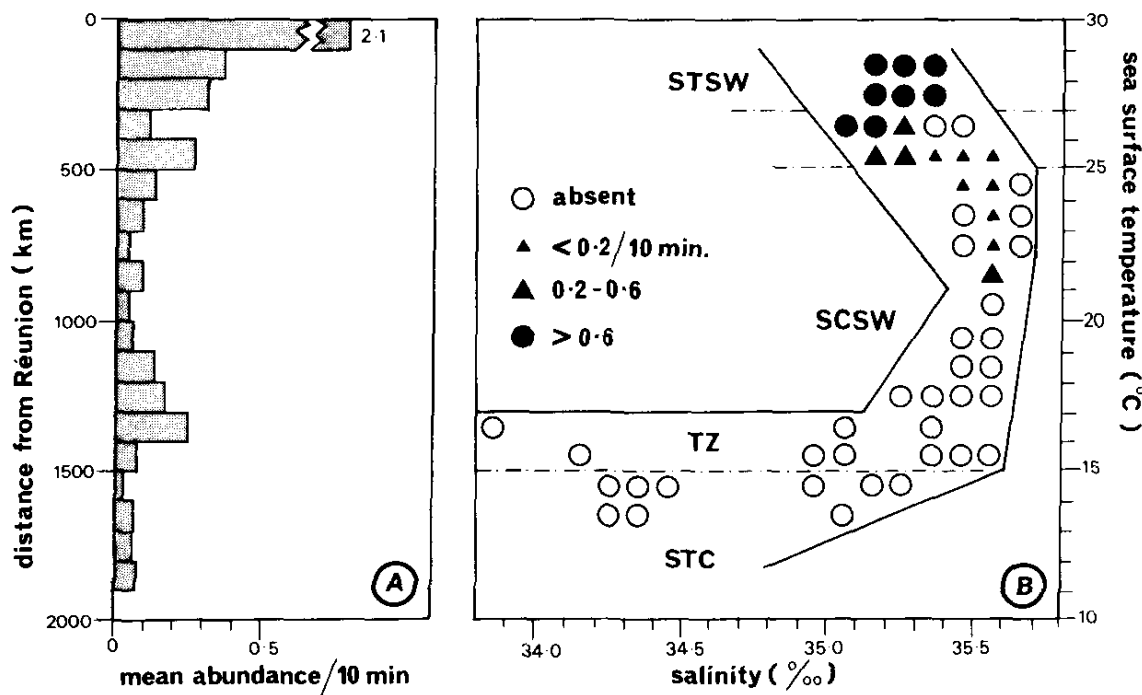 0
500
1000
1500
2000
distance from Réunion (km)
2·1
A
0
0·5
mean abundance/10 min
STSW
absent
<0·2/10 min.
0·2-0·6
>0·6
SCSW
TZ
STC
B
34·0
34·5
35·0
35·5
salinity (°/oo)
30
25
20
15
10
sea surface temperature (°C)